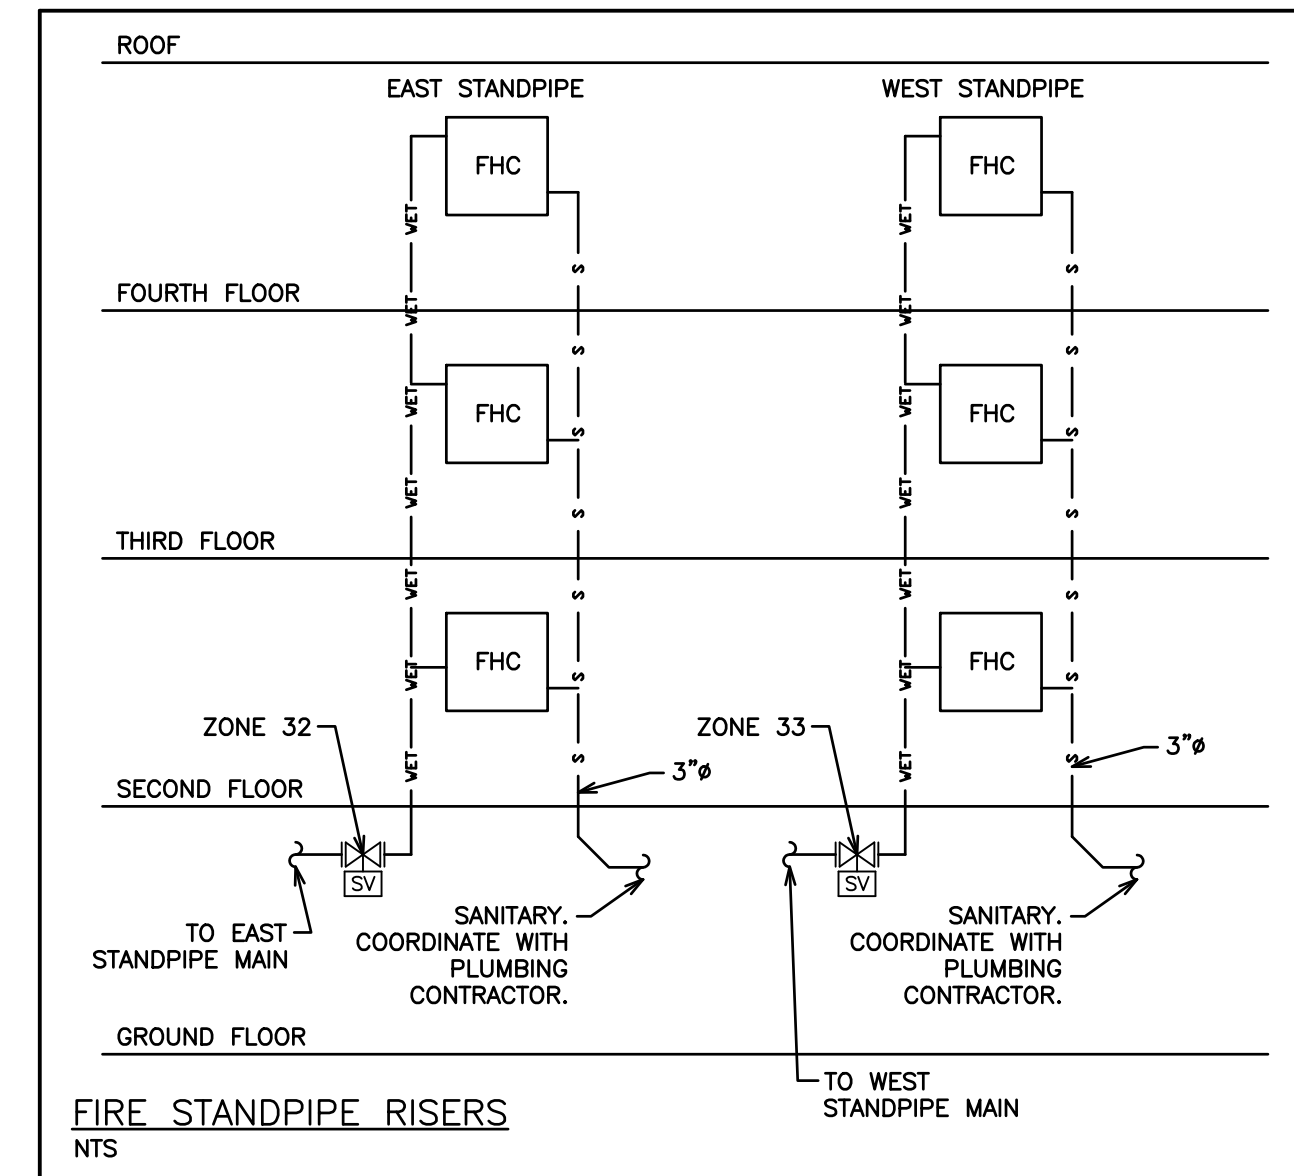 ROOF
EAST STANDPIPE
WEST STANDPIPE
FHC
FHC
WET
WET
S
S
FOURTH FLOOR
WET
WET
S
S
WET
FHC
S
WET
FHC
S
WET
S
WET
S
THIRD FLOOR
WET
S
WET
S
WET
FHC
S
WET
FHC
S
ZONE 32
ZONE 33
WET
S
3"ø
WET
S
3"ø
SECOND FLOOR
SV
SV
TO EAST
STANDPIPE MAIN
SANITARY.
COORDINATE WITH
PLUMBING
CONTRACTOR.
SANITARY.
COORDINATE WITH
PLUMBING
CONTRACTOR.
GROUND FLOOR
TO WEST
STANDPIPE MAIN
FIRE STANDPIPE RISERS
NTS